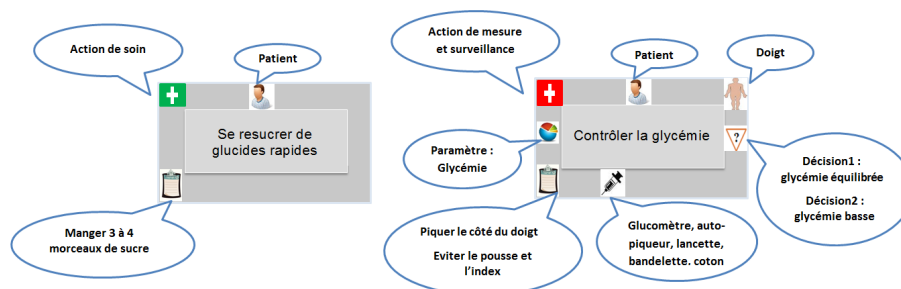 Action de soin
Patient
Se resucrer de
glucides rapides
Manger 3 à 4
morceaux de sucre
Action de mesure
et surveillance
Patient
Doigt
Contrôler la glycémie
?
Paramètre :
Glycémie
Décision1 :
glycémie équilibrée
Décision2 :
glycémie basse
Piquer le côté du doigt
Eviter le pousse et
l'index
Glucomètre, auto-
piqueur, lancette,
bandelette. coton